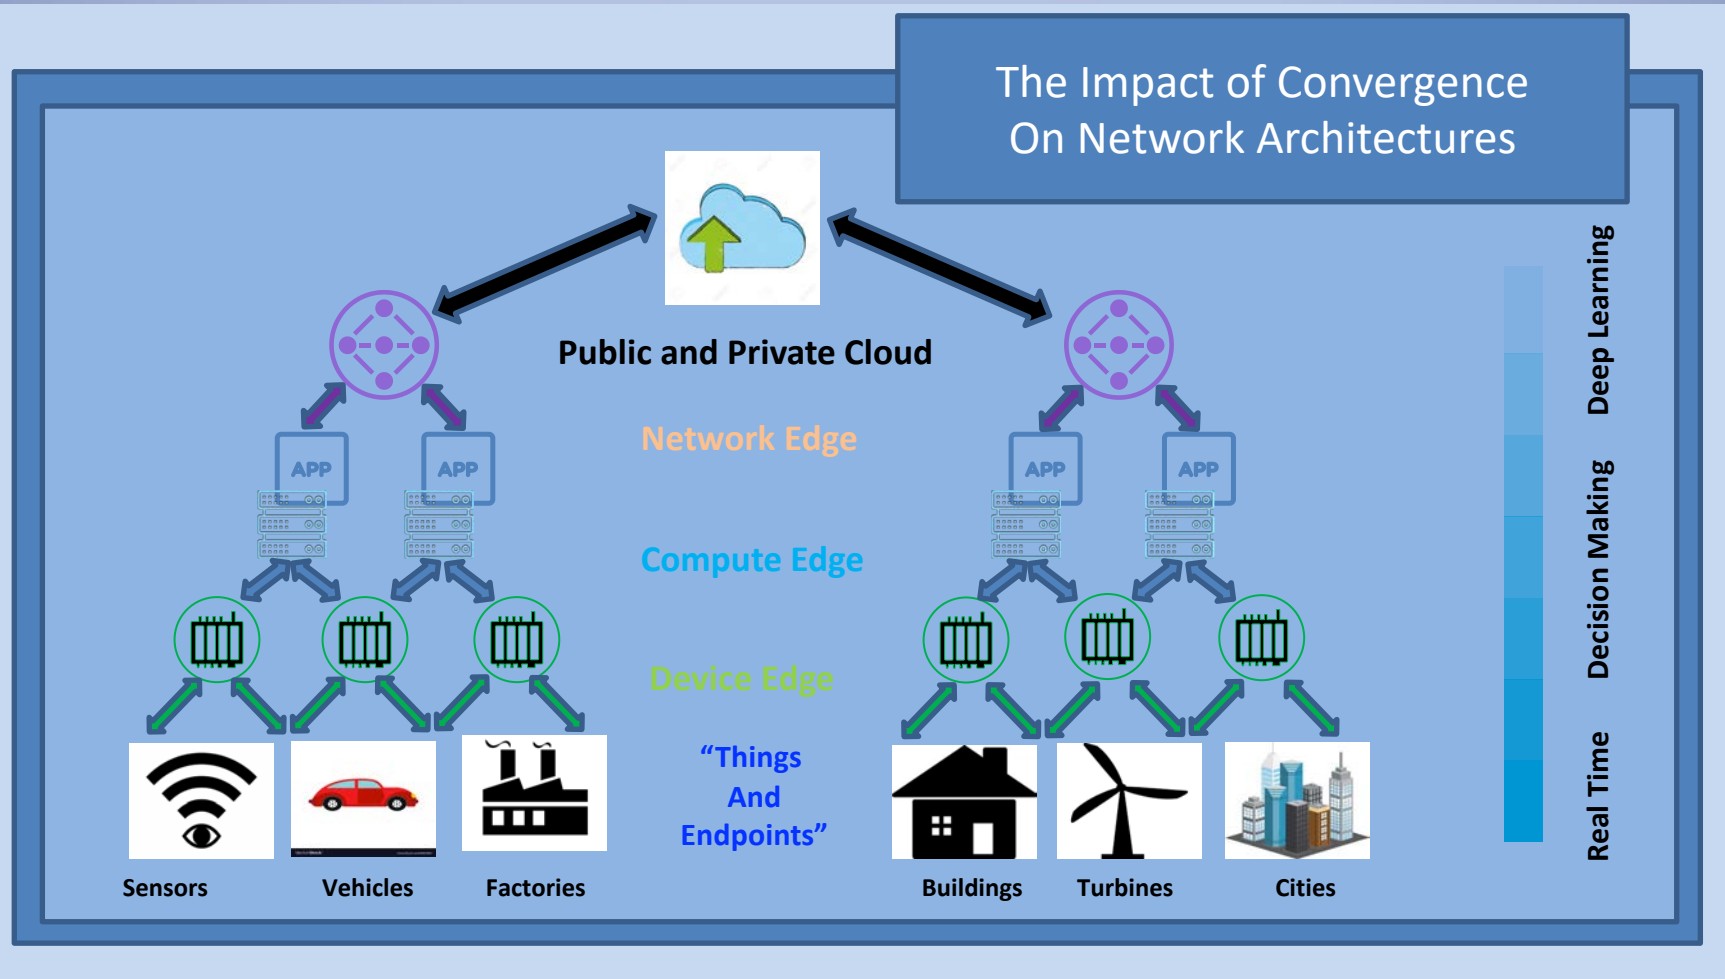 The Impact of Convergence
On Network Architectures
Public and Private Cloud
Network Edge
APP
APP
APP
APP
Compute Edge
Device Edge
“Things
And
Endpoints”
Sensors
Vehicles
Factories
Buildings
Turbines
Cities
Deep Learning
Decision Making
Real Time